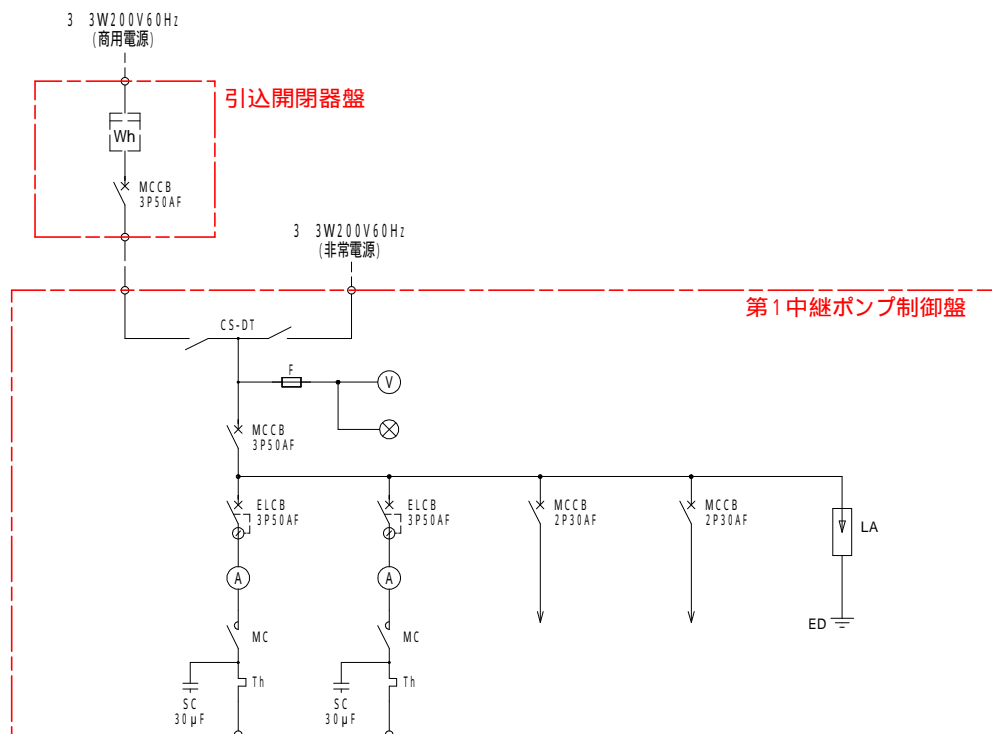 3 3W200V60Hz
(商用電源)
引込開閉器盤
Wh
MCCB
3P50AF
3 3W200V60Hz
(非常電源)
第1中継ポンプ制御盤
CS-DT
F
V
MCCB
3P50AF
ELCB
3P50AF
ELCB
3P50AF
MCCB
2P30AF
MCCB
2P30AF
LA
A
A
ED
MC
MC
Th
Th
SC
30μF
SC
30μF